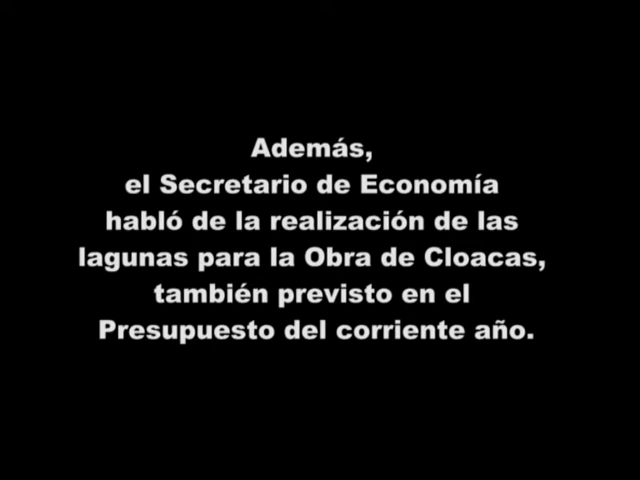 Además,
el Secretario de Economía
habló de la realización de las
lagunas para la Obra de Cloacas,
también previsto en el
Presupuesto del corriente año.